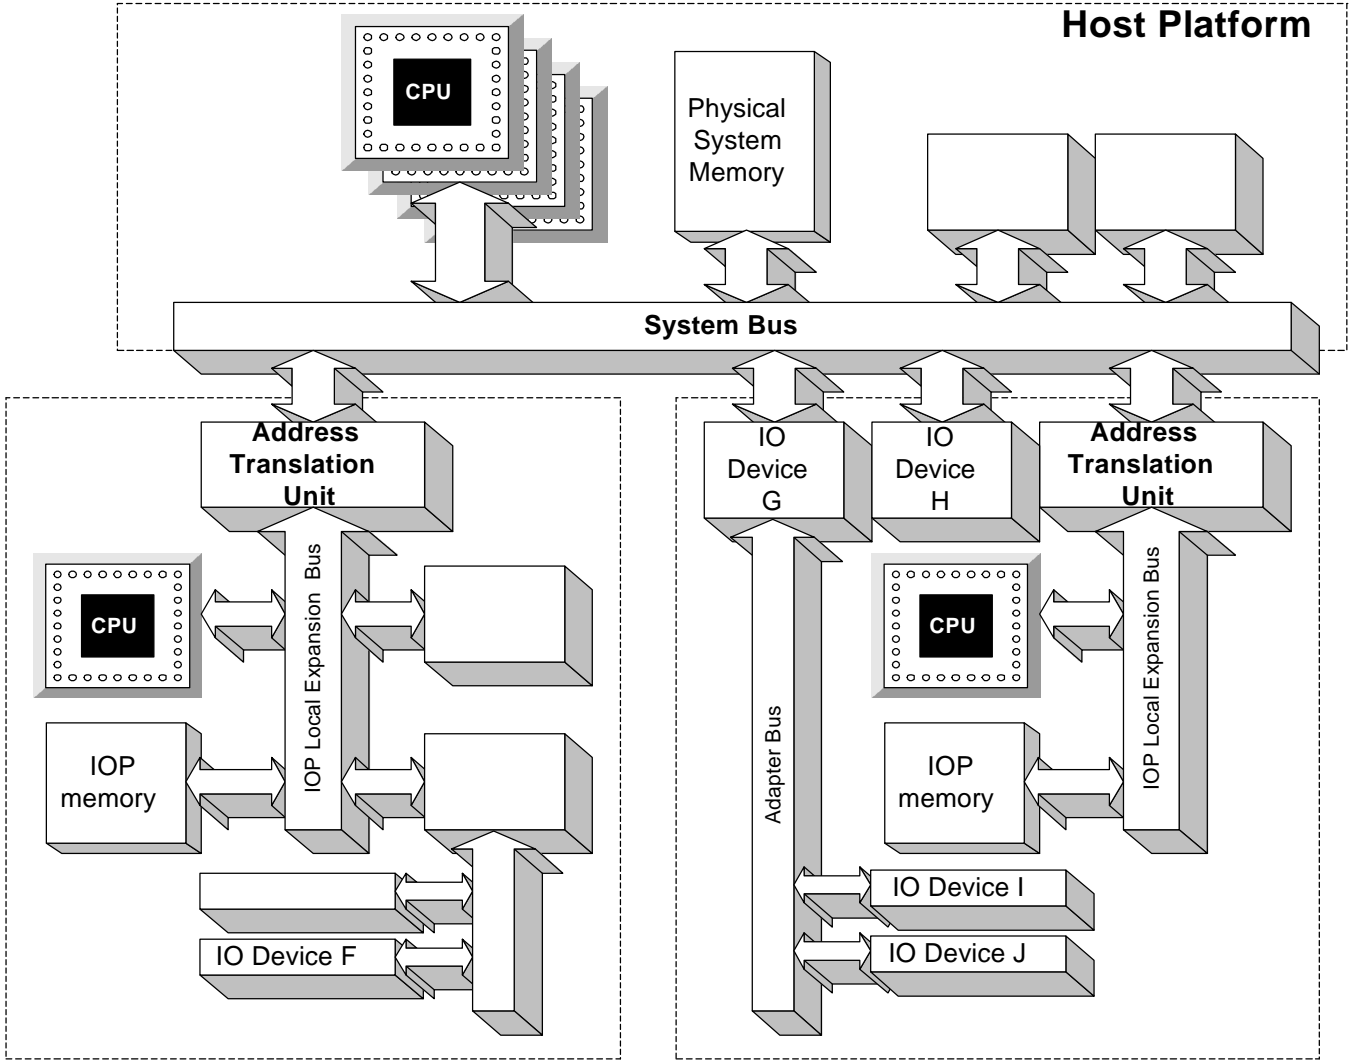 Host Platform
CPU
Physical
System
Memory
System Bus
Address
Translation
Unit
IO
Device
G
IO
Device
H
Address
Translation
Unit
IOP Local Expansion Bus
CPU
IOP
memory
IO Device F
Adapter Bus
CPU
IOP Local Expansion Bus
IOP
memory
IO Device I
IO Device J